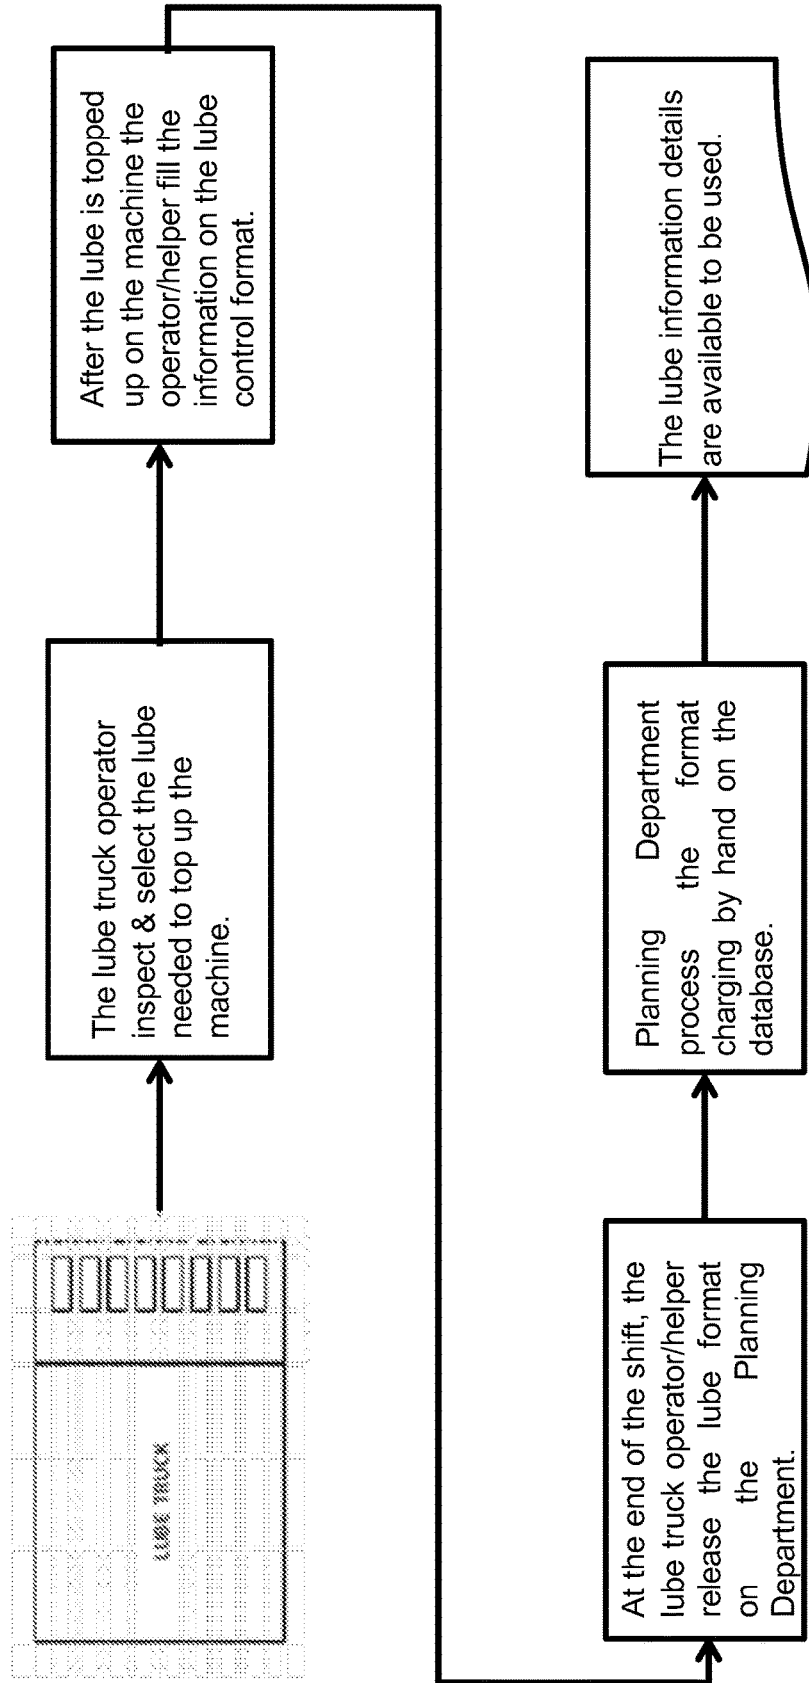 LUBE TRUCK
The lube truck operator
inspect & select the lube
needed to top up the
machine.
After the lube is topped
up on the machine the
operator/helper fill the
information on the lube
control format.
At the end of the shift, the
lube truck operator/helper
release the lube format
on the Planning
Department.
Planning Department
process the format
charging by hand on the
database.
The lube information details
are available to be used.